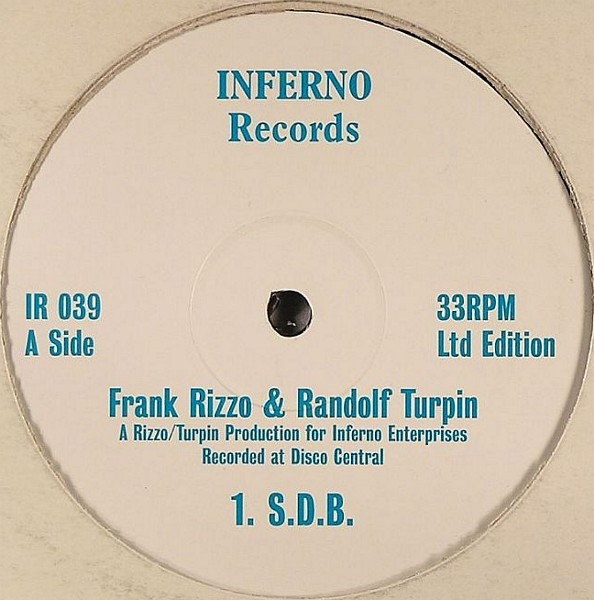 INFERNO
Records
IR 039
A Side
33RPM
Ltd Edition
Frank Rizzo & Randolf Turpin
A Rizzo/Turpin Production for Inferno Enterprises
Recorded at Disco Central
1. S.D.B.